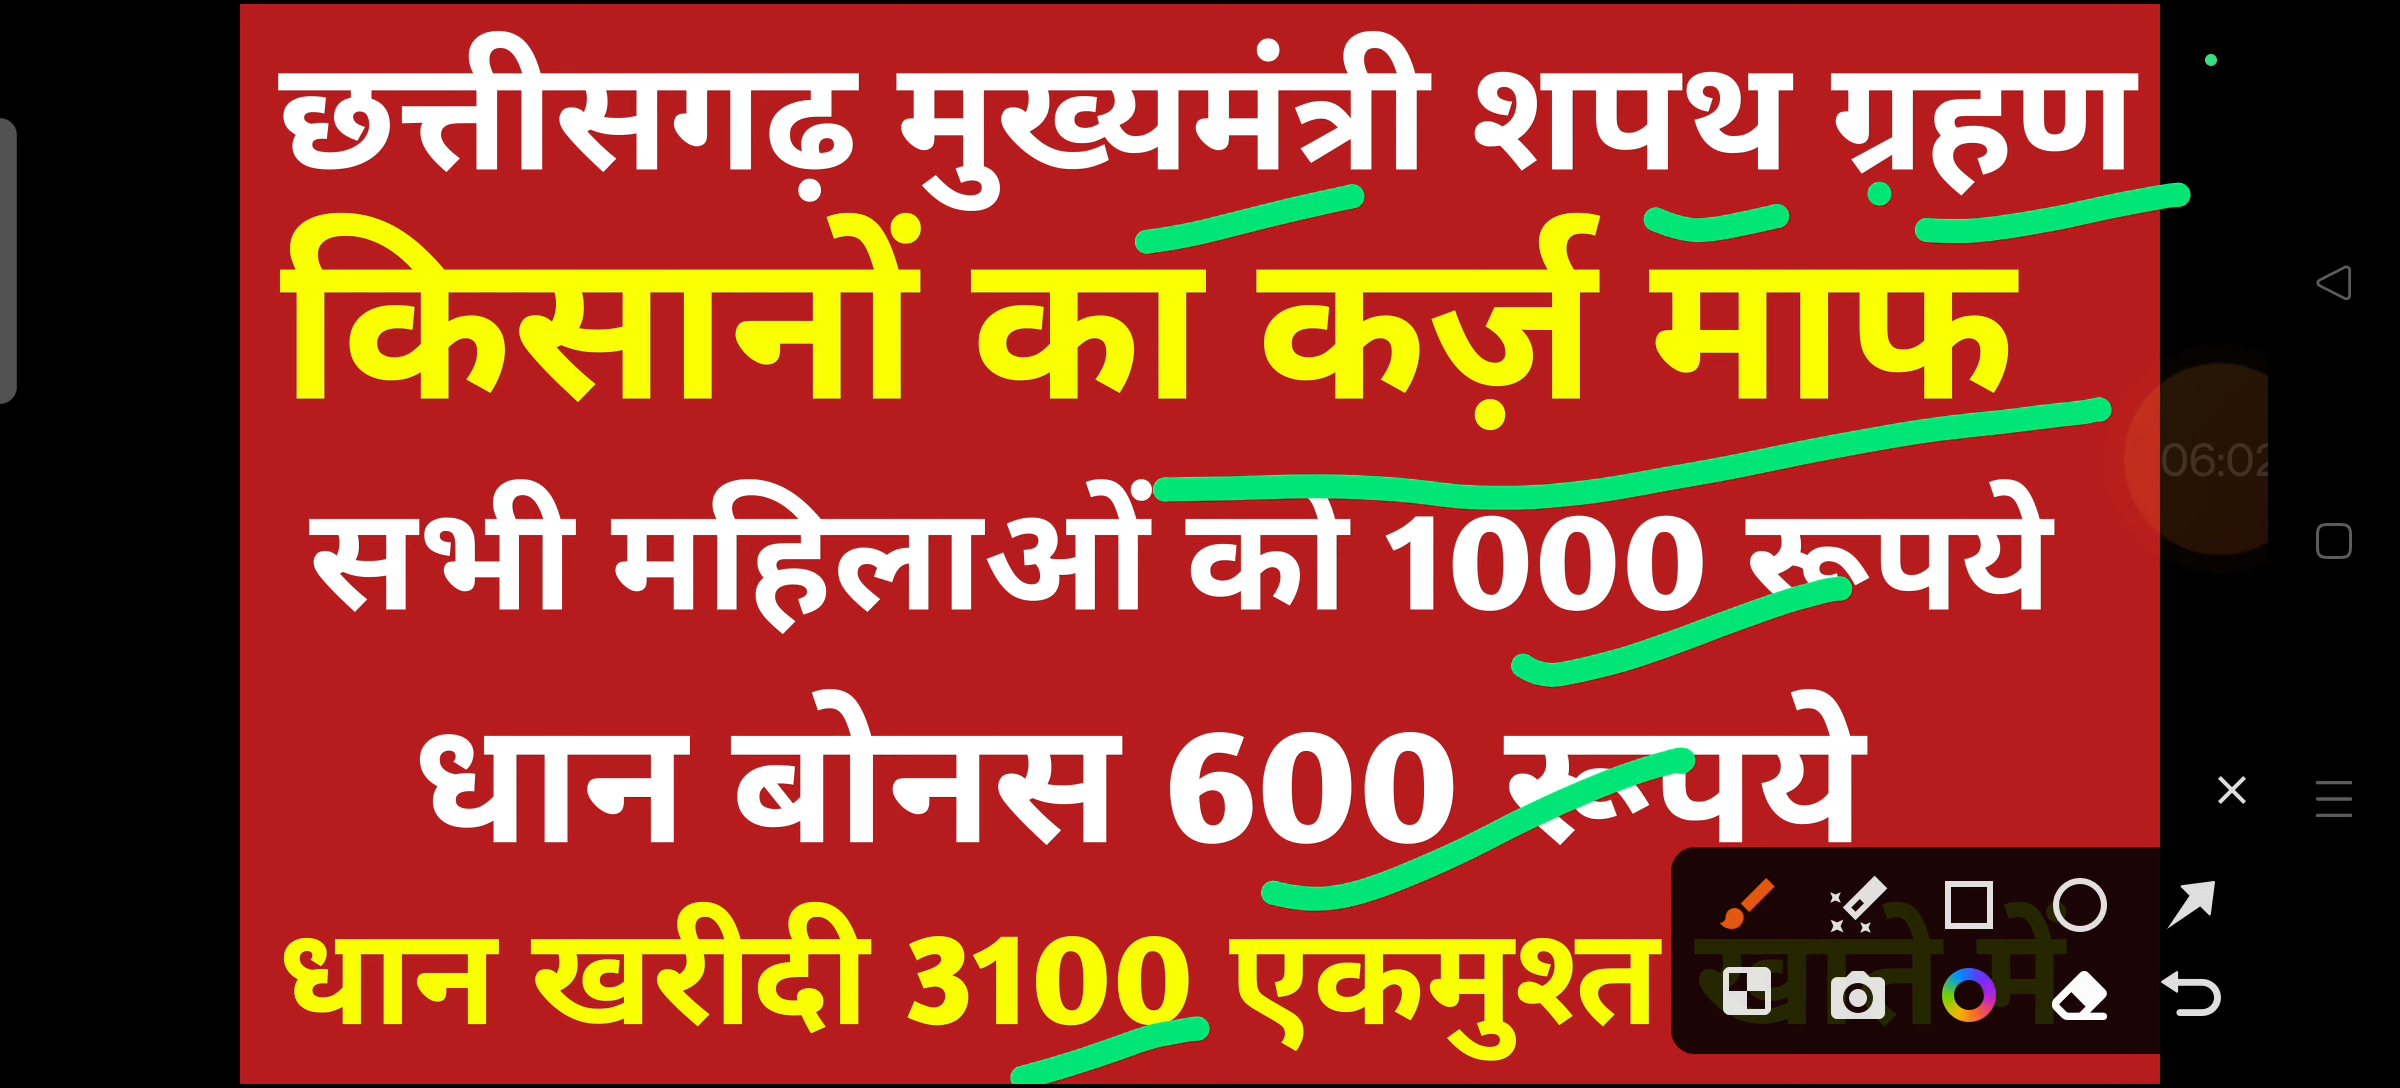 छत्तीसगढ़ मुख्यमंत्री शपथ ग्रहण
किसानों का कर्ज़ माफ
सभी महिलाओं को 1000 रूपये
06:02
धान बोनस 600 रूपये
धान खरीदी 3100 एकमुश्त खाते में